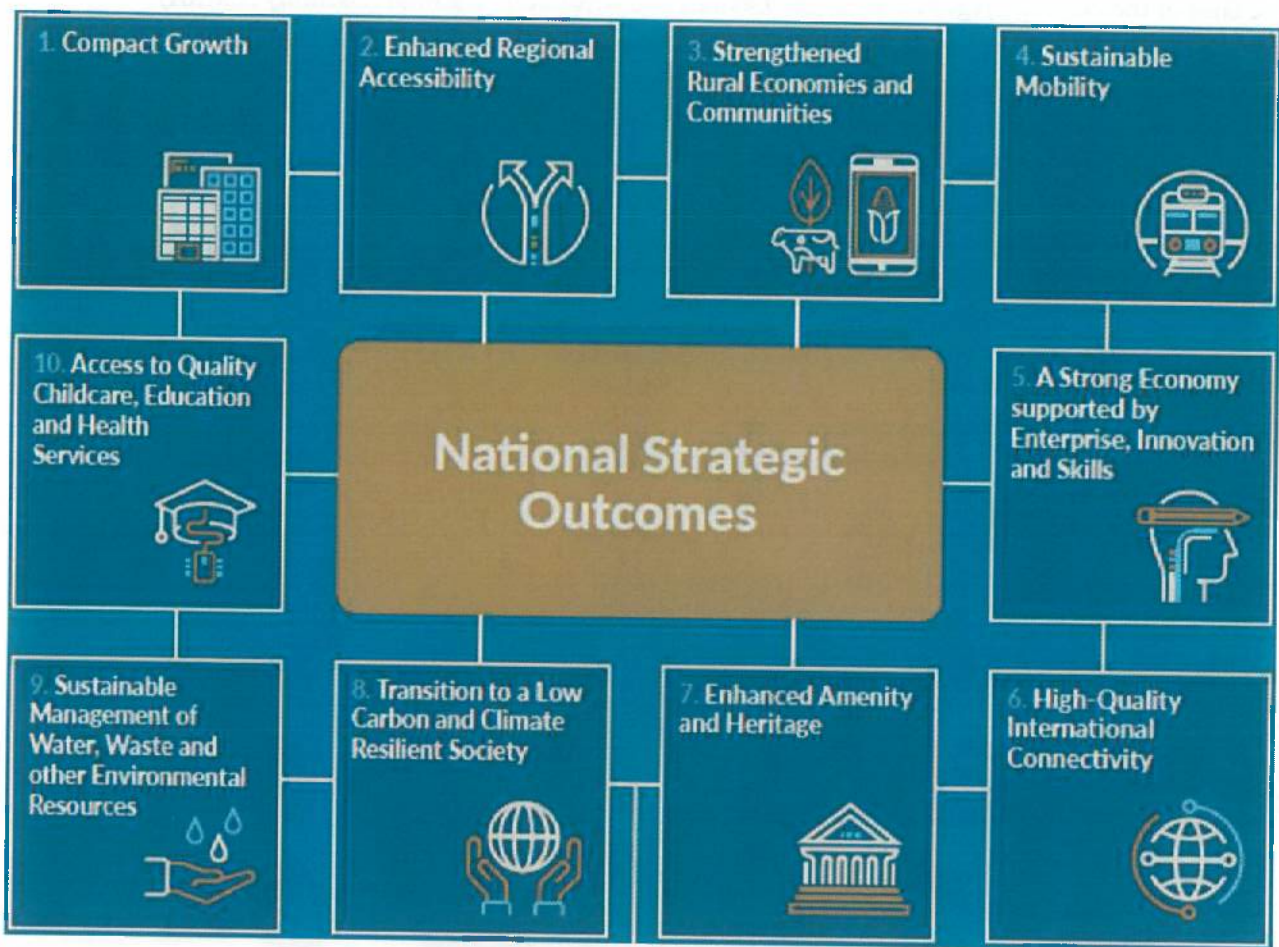 1. Compact Growth
2. Enhanced Regional
Accessibility
3. Strengthened
Rural Economies and
Communities
4. Sustainable
Mobility
10. Access to Quality
Childcare, Education
and Health
Services
National Strategic
Outcomes
5. A Strong Economy
supported by
Enterprise, Innovation
and Skills
9. Sustainable
Management of
Water, Waste and
other Environmental
Resources
8. Transition to a Low
Carbon and Climate
Resilient Society
7. Enhanced Amenity
and Heritage
6. High-Quality
International
Connectivity